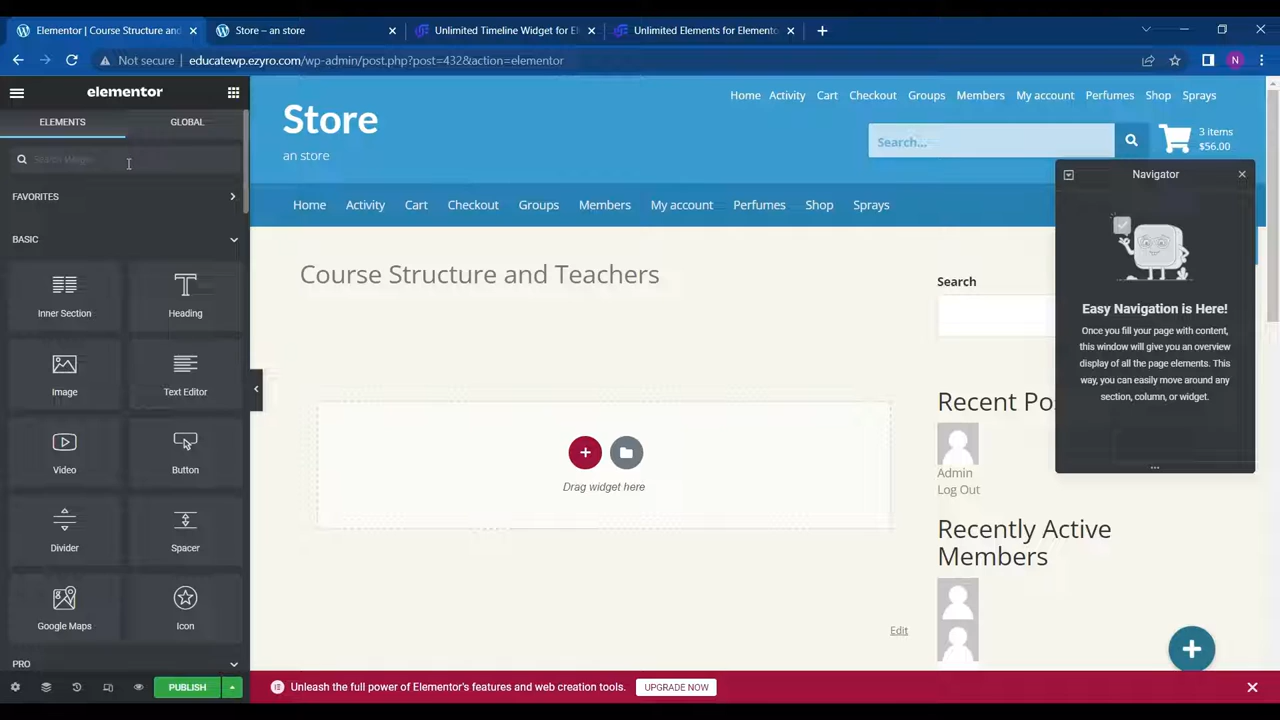 Elementor | Course Structure and
Store – an store
Unlimited Timeline Widget for El
Unlimited Elements for Elemento
N
Not secure
educatewp.ezyro.com/wp-admin/post.php?post=432&action=elementor
elementor
ELEMENTS
GLOBAL
Search Widget
FAVORITES
BASIC
Inner Section
Heading
Image
Text Editor
Video
Button
Divider
Spacer
Google Maps
Icon
PRO
PUBLISH
Store
an store
Home Activity Cart Checkout Groups Members My account Perfumes Shop Sprays
Search...
3 items
$56.00
Home Activity Cart Checkout Groups Members My account Perfumes Shop Sprays
Course Structure and Teachers
Drag widget here
Edit
Search
Recent Po
Admin
Log Out
Recently Active
Members
Navigator
Easy Navigation is Here!
Once you fill your page with content,
this window will give you an overview
display of all the page elements. This
way, you can easily move around any
section, column, or widget.
Unleash the full power of Elementor's features and web creation tools.
UPGRADE NOW